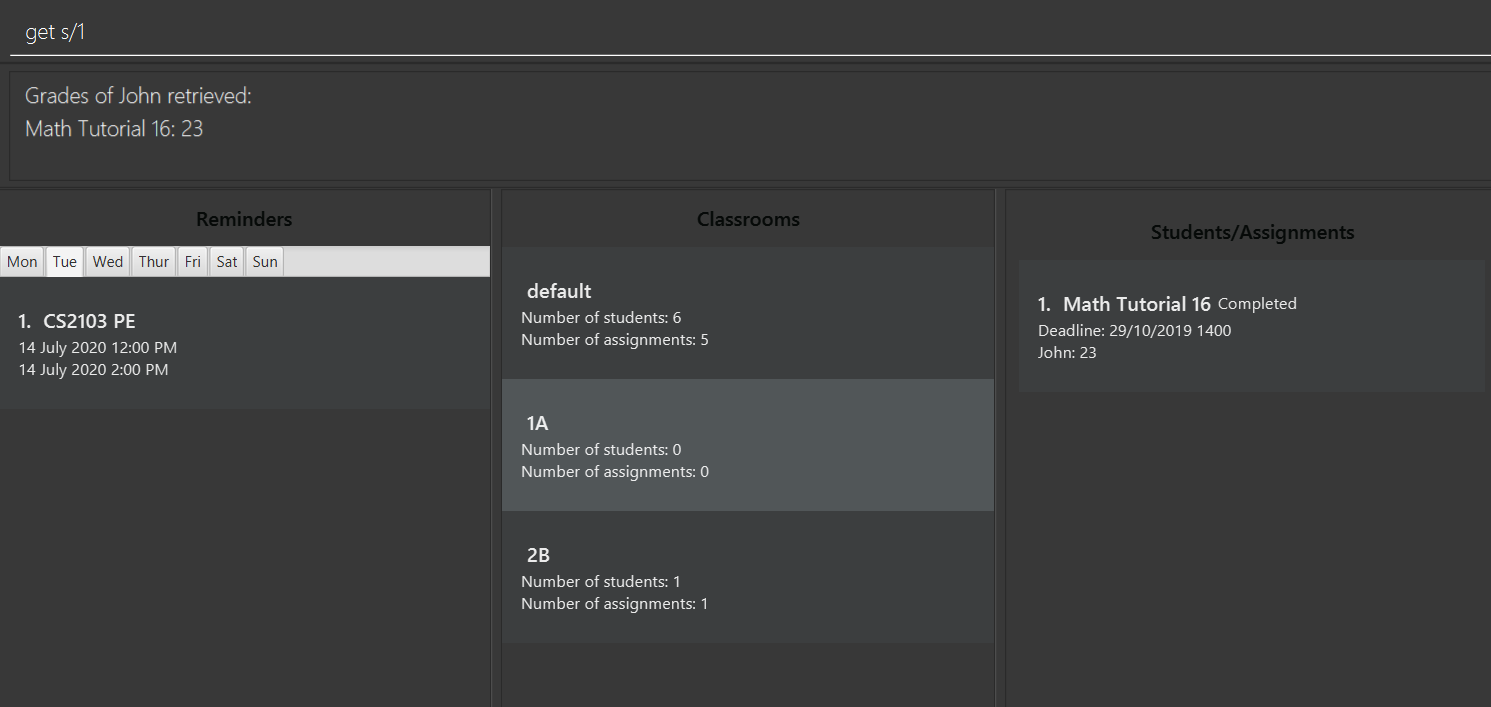 get s/1
Grades of John retrieved:
Math Tutorial 16: 23
Reminders
Mon Tue Wed Thur Fri Sat Sun
1. CS2103 PE
14 July 2020 12:00 PM
14 July 2020 2:00 PM
Classrooms
default
Number of students: 6
Number of assignments: 5
1A
Number of students: 0
Number of assignments: 0
2B
Number of students: 1
Number of assignments: 1
Students/Assignments
1. Math Tutorial 16 Completed
Deadline: 29/10/2019 1400
John: 23